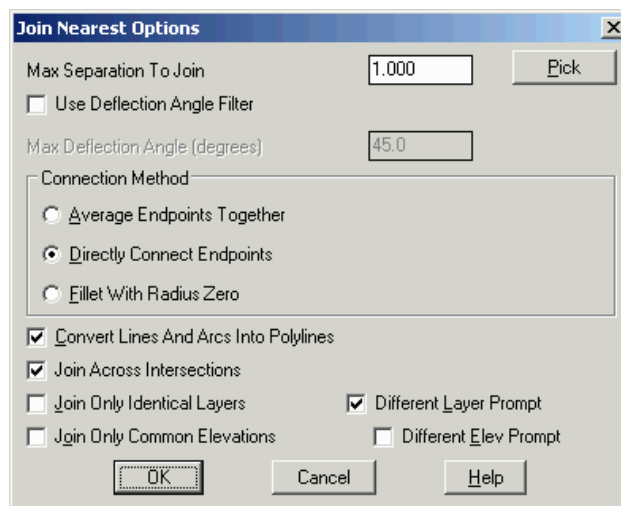 Join Nearest Options
Max Separation To Join 1.000 Pick
Use Deflection Angle Filter
Max Deflection Angle (degrees) 45.0
Connection Method
Average Endpoints Together
Directly Connect Endpoints
Fillet With Radius Zero
Convert Lines And Arcs Into Polylines
Join Across Intersections
Join Only Identical Layers Different Layer Prompt
Join Only Common Elevations Different Elev Prompt
OK Cancel Help